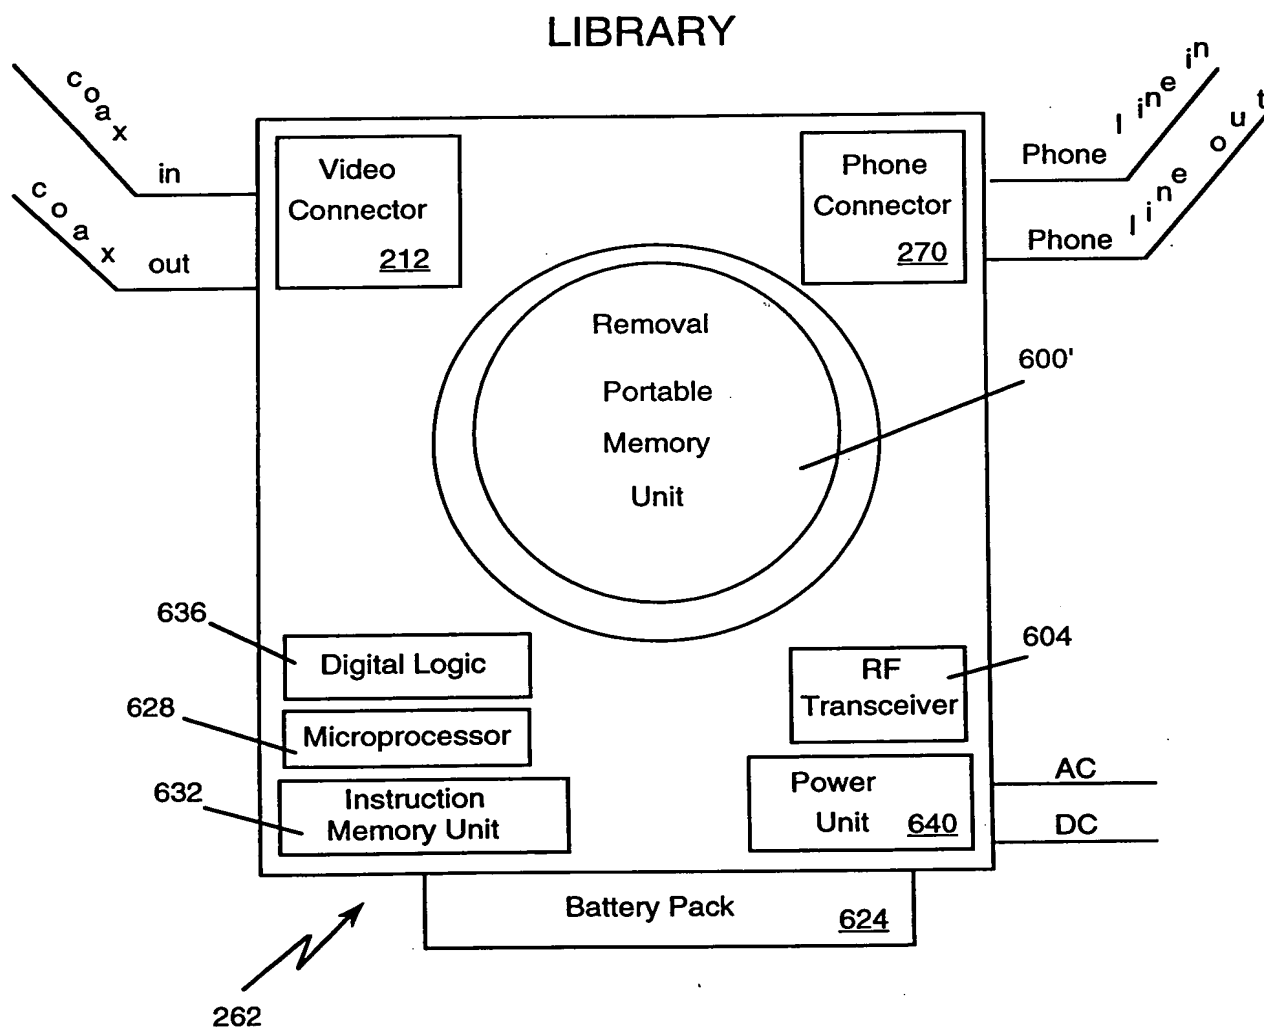 LIBRARY
coax in
coax out
Video
Connector
212
Phone
Connector
270
Phone line in
Phone line out
Removal
Portable
Memory
Unit
600'
636
Digital Logic
628
Microprocessor
632
Instruction
Memory Unit
604
RF
Transceiver
Power
Unit 640
AC
DC
Battery Pack 624
262